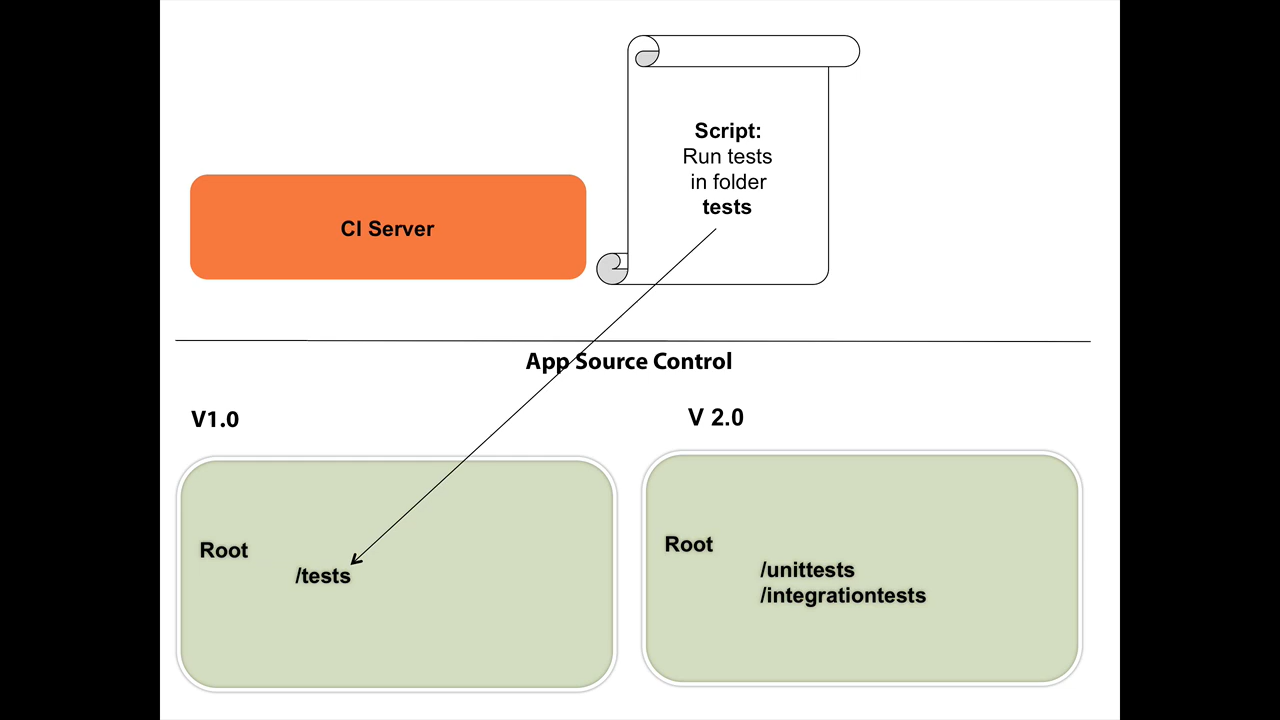 Script:
Run tests
in folder
tests
CI Server
App Source Control
V1.0
V 2.0
Root
/tests
Root
/unittests
/integrationtests